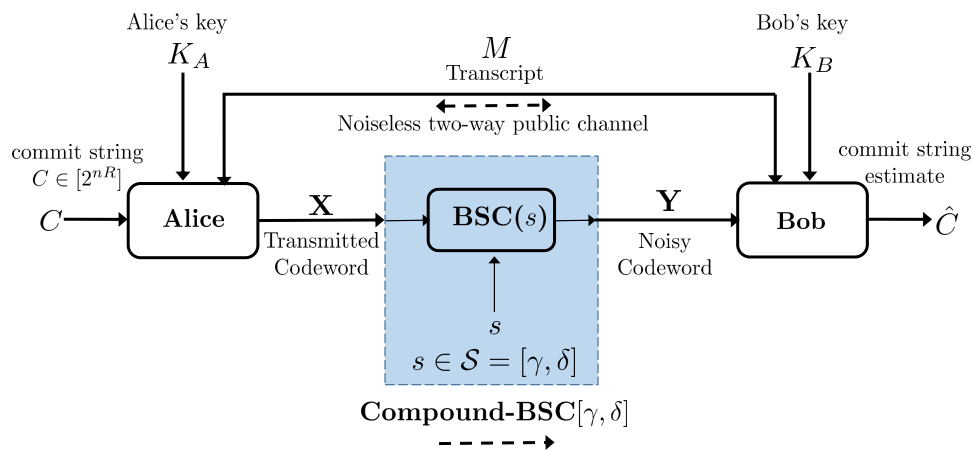 Alice's key
K_A
Bob's key
K_B
M
Transcript
Noiseless two-way public channel
commit string
C ∈ [2^{nR}]
commit string
estimate
C
Alice
X
Transmitted
Codeword
BSC(s)
Y
Noisy
Codeword
Bob
Ĉ
s
s ∈ 𝒮 = [γ, δ]
Compound-BSC[γ, δ]